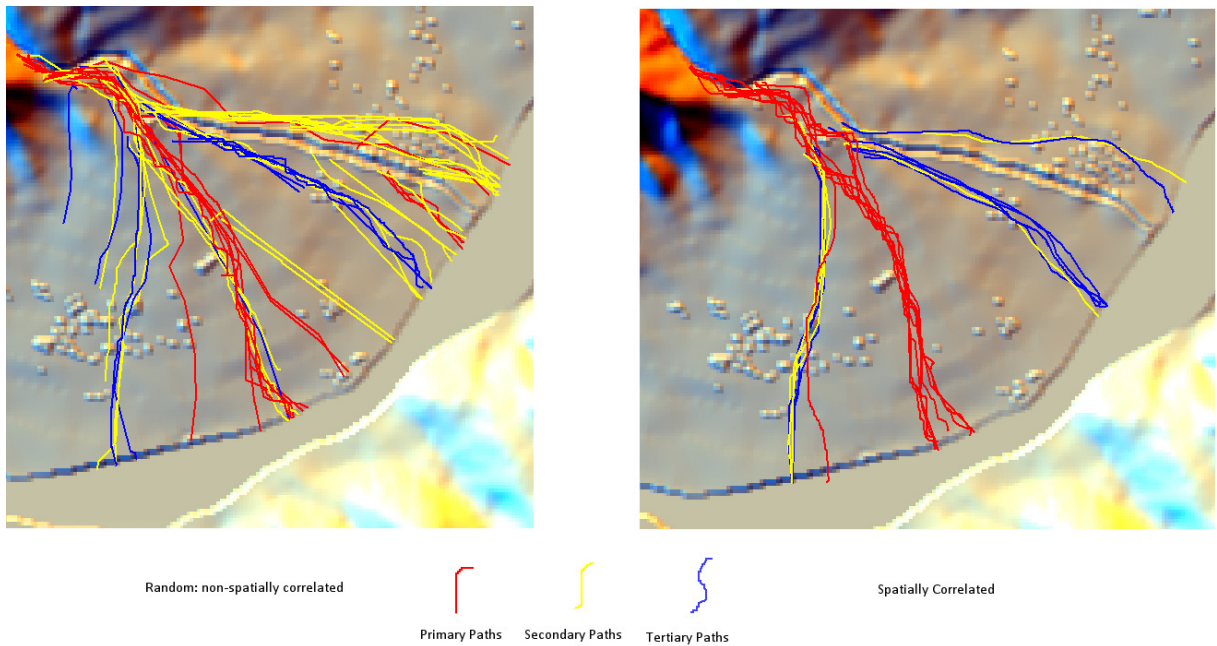 Random: non-spatially correlated
Spatially Correlated
Primary Paths
Secondary Paths
Tertiary Paths